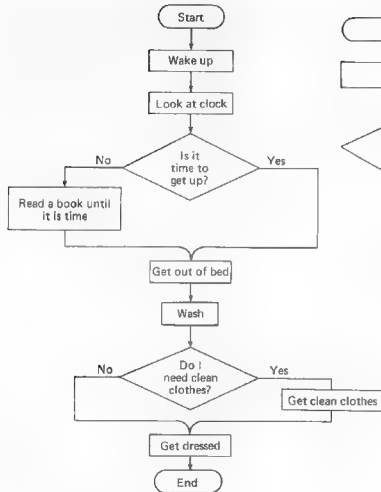 Start
Wake up
Look at clock
Is it
time to
get up?
No
Yes
Read a book until
it is time
Get out of bed
Wash
Do I
need clean
clothes?
No
Yes
Get clean clothes
Get dressed
End